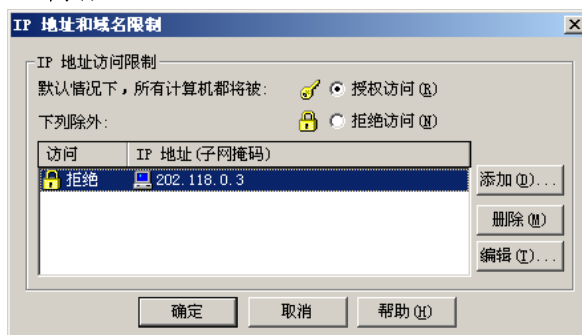 IP 地址和域名限制
IP 地址访问限制
默认情况下，所有计算机都将被:
授权访问(R)
下列除外:
拒绝访问(N)
访问 IP 地址(子网掩码)
拒绝 202.118.0.3
添加(D)...
删除(M)
编辑(T)...
确定 取消 帮助(H)